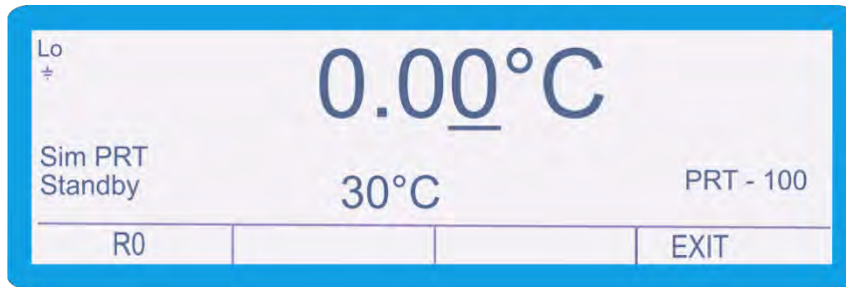 Lo
0.00°C
Sim PRT
Standby
30°C
PRT - 100
R0
EXIT